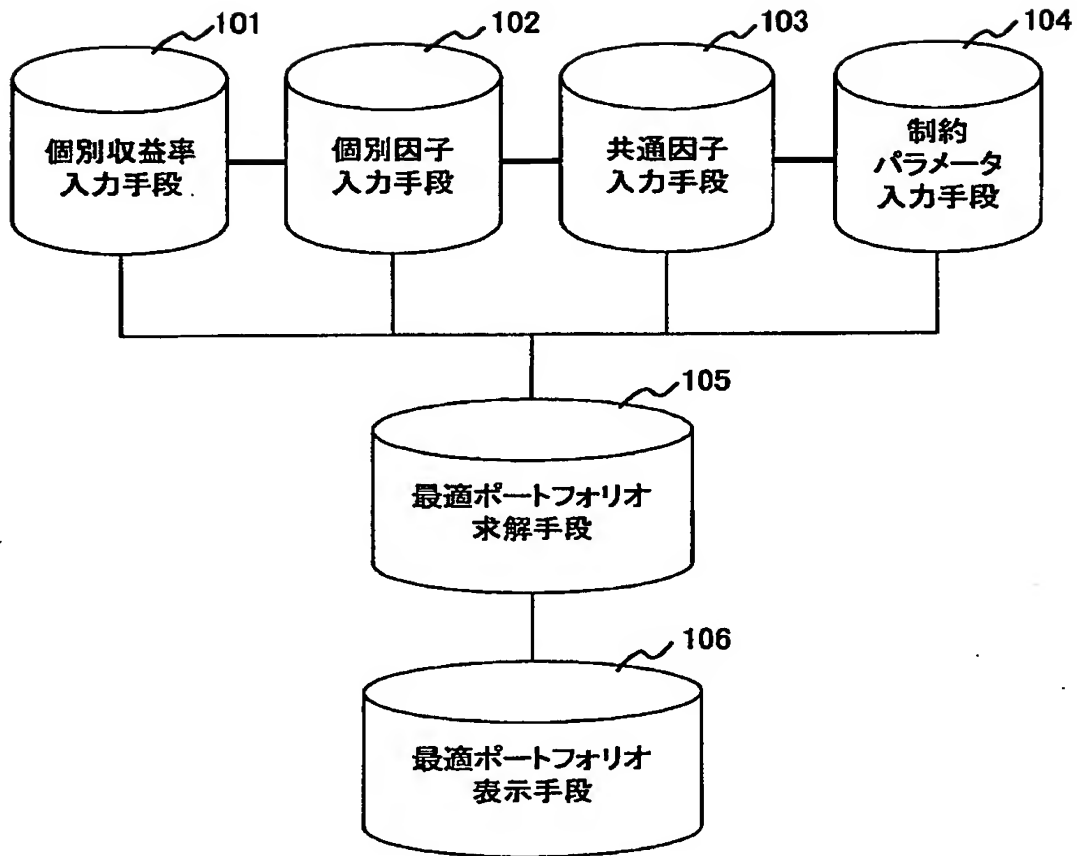 101
102
103
104
個別収益率
入力手段
個別因子
入力手段
共通因子
入力手段
制約
パラメータ
入力手段
105
最適ポートフォリオ
求解手段
106
最適ポートフォリオ
表示手段